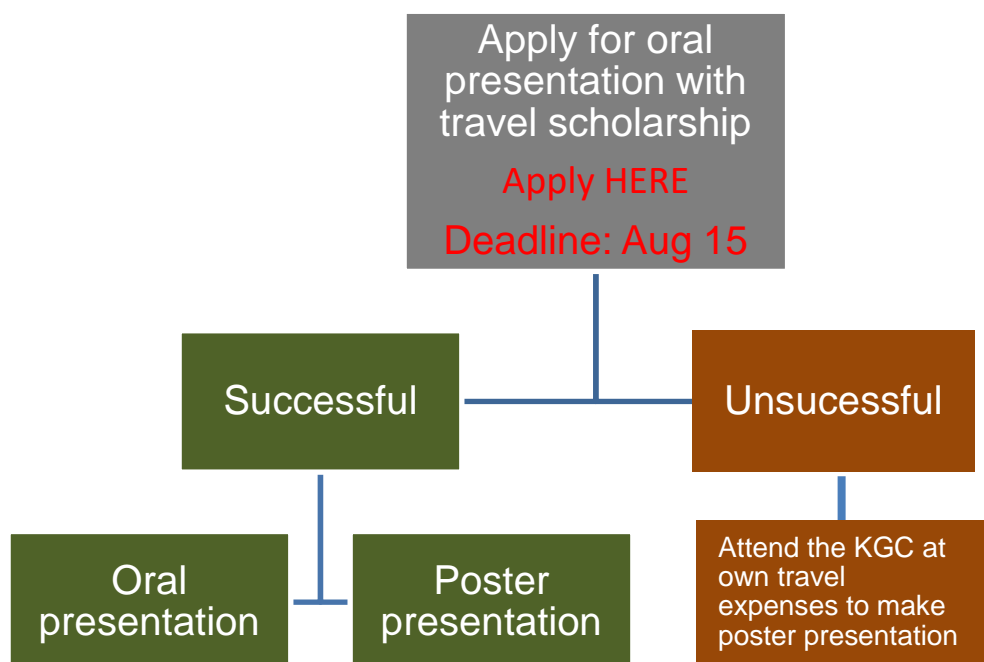 Apply for oral
presentation with
travel scholarship
Apply HERE
Deadline: Aug 15
Successful
Unsucessful
Oral
presentation
Poster
presentation
Attend the KGC at
own travel
expenses to make
poster presentation